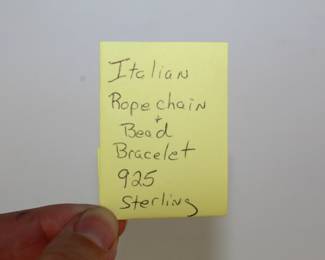 Italian
Rope chain
+
Bead
Bracelet
925
Sterling